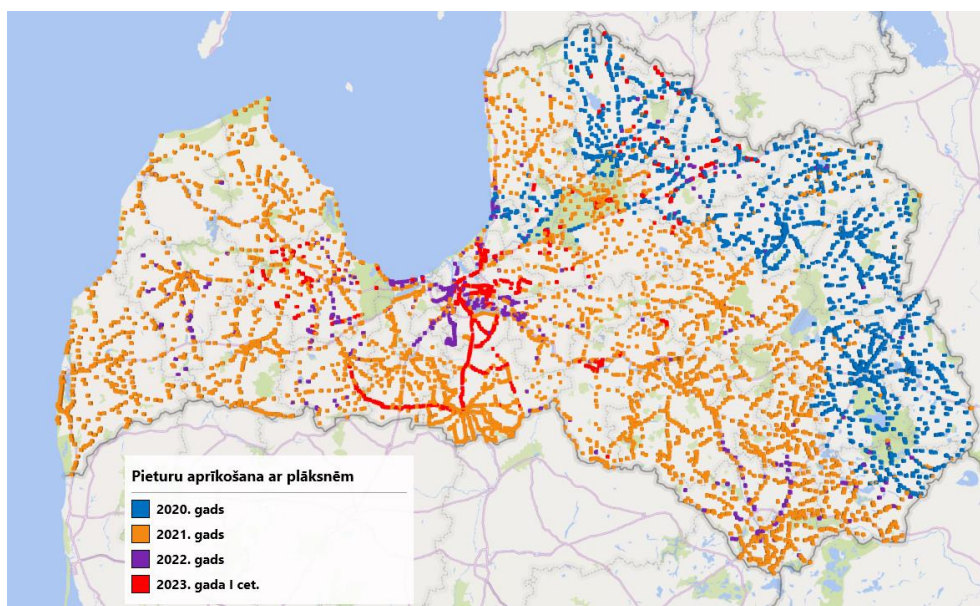 Pieturu aprīkošana ar plāksnēm
2020. gads
2021. gads
2022. gads
2023. gada I cet.